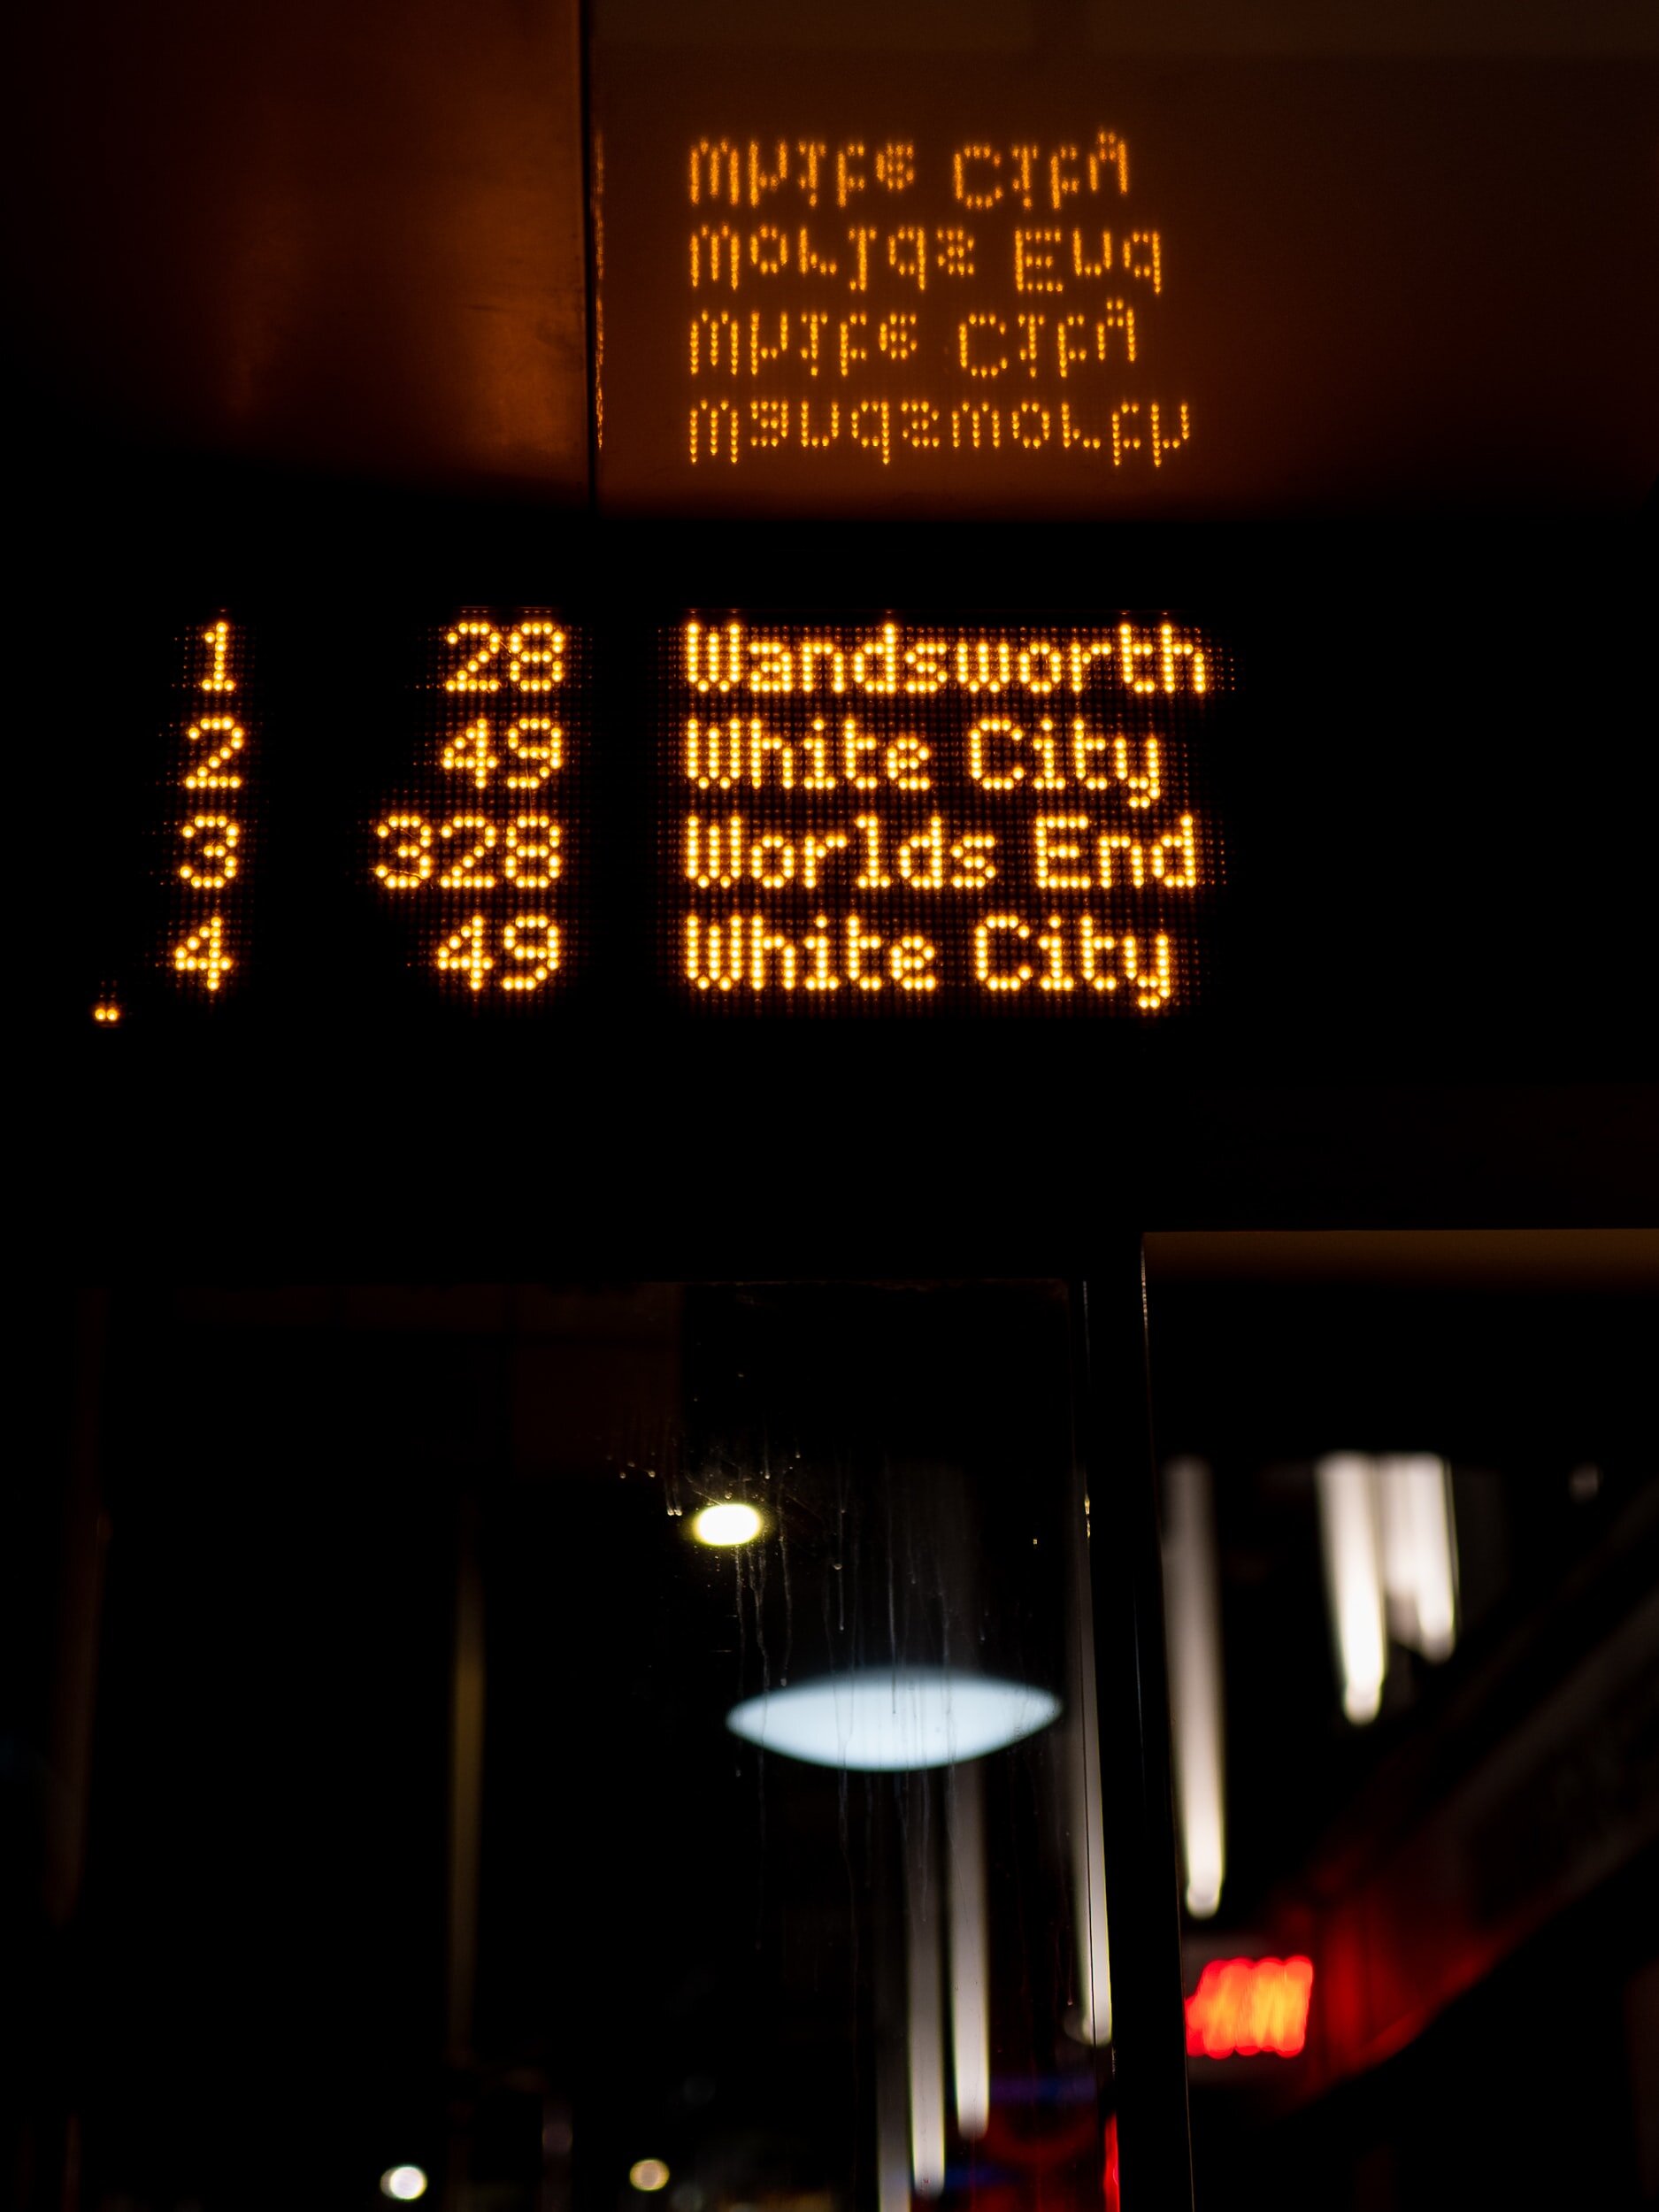 1 28 Wandsworth
2 49 White City
3 328 Worlds End
4 49 White City